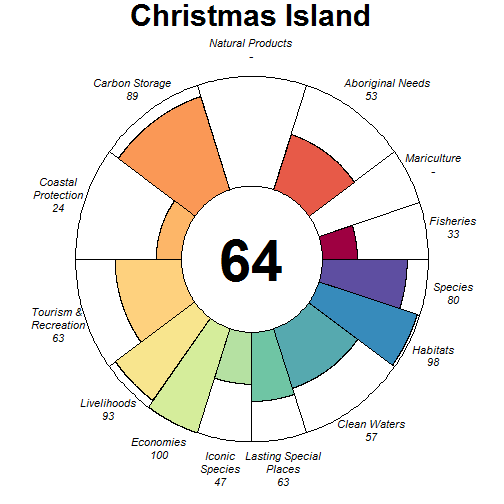 Christmas Island
Natural Products
-
Carbon Storage
89
Aboriginal Needs
53
Mariculture
-
Coastal
Protection
24
Fisheries
33
64
Species
80
Tourism &
Recreation
63
Habitats
98
Livelihoods
93
Clean Waters
57
Economies
100
Iconic
Species
47
Lasting Special
Places
63